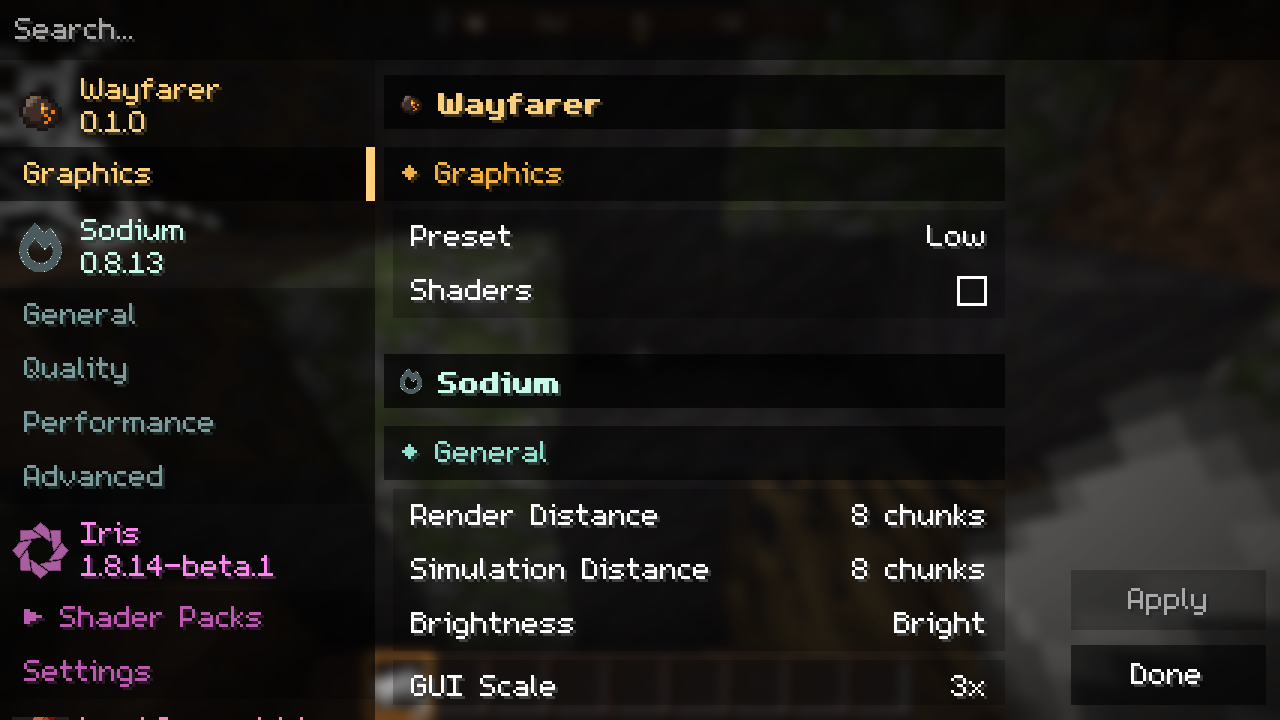 Search...
Wayfarer
0.1.0
Graphics
Sodium
0.8.13
General
Quality
Performance
Advanced
Iris
1.8.14-beta.1
Shader Packs
Settings
Wayfarer
Graphics
Preset Low
Shaders
Sodium
General
Render Distance 8 chunks
Simulation Distance 8 chunks
Brightness Bright
GUI Scale 3x
Apply
Done